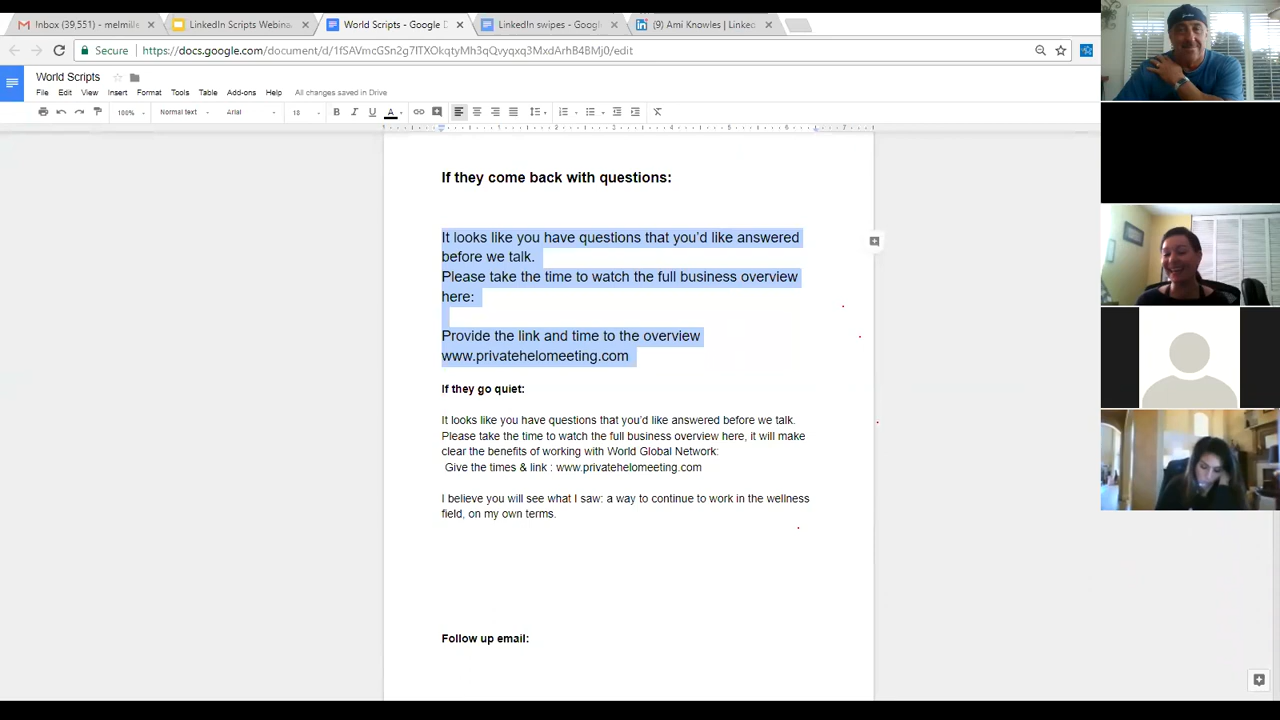 Inbox (39,551) - melmille
LinkedIn Scripts Webina
World Scripts - Google
LinkedIn swipes - Goog
(9) Ami Knowles | Linked
Secure
World Scripts
File Edit View Insert Format Tools Table Add-ons Help All changes saved in Drive
100% Normal text Arial 18 B I U A
1 2 3 4 5 6 7
If they come back with questions:
It looks like you have questions that you'd like answered
before we talk.
Please take the time to watch the full business overview
here:
Provide the link and time to the overview
www.privatehelomeeting.com
If they go quiet:
It looks like you have questions that you'd like answered before we talk.
Please take the time to watch the full business overview here, it will make
clear the benefits of working with World Global Network:
Give the times & link : www.privatehelomeeting.com
I believe you will see what I saw: a way to continue to work in the wellness
field, on my own terms.
Follow up email: